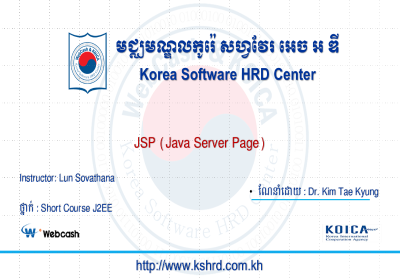 មជ្ឈមណ្ឌលកូរ៉េ សហ្វវែរ អេច អ ឌី
Korea Software HRD Center
JSP ( Java Server Page )
Instructor: Lun Sovathana
• ណែនាំដោយ : Dr. Kim Tae Kyung
ថ្នាក់ : Short Course J2EE
Webcash
KOICA
Korea International
Cooperation Agency
http://www.kshrd.com.kh